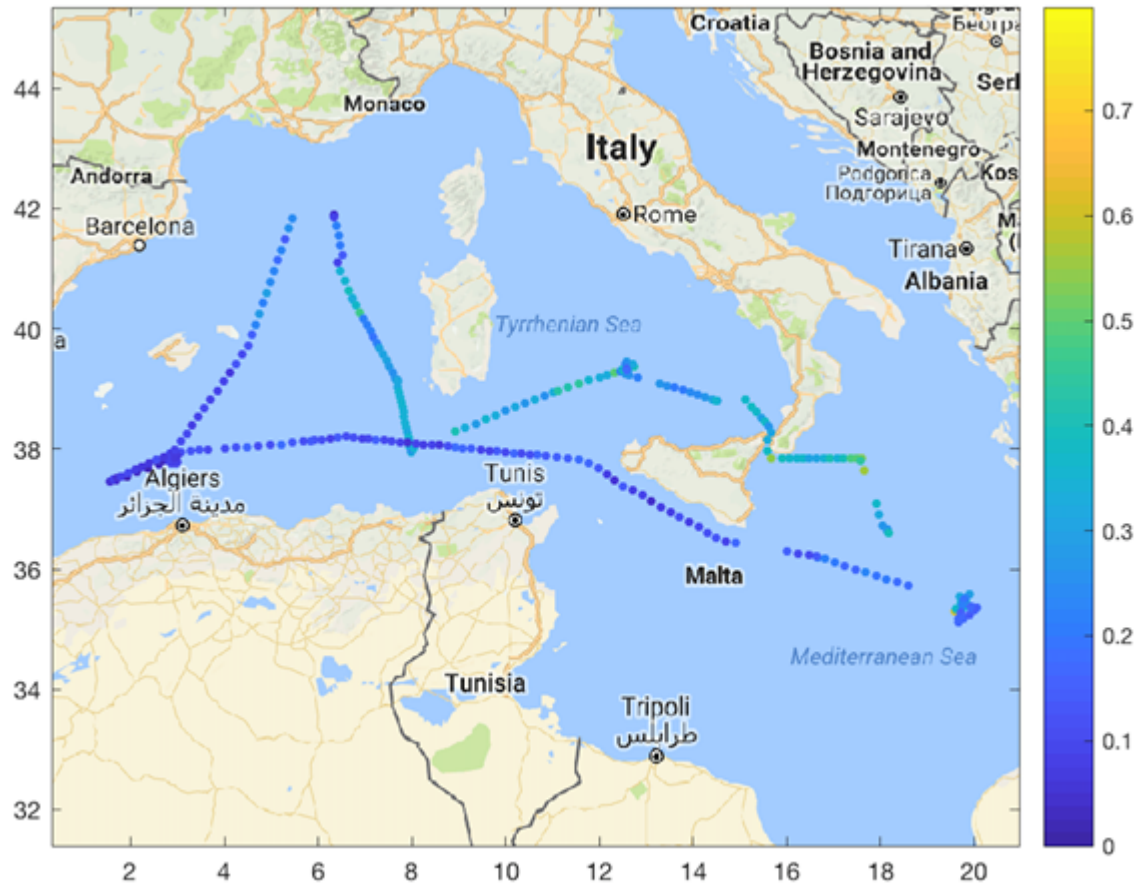 Croatia
Београ
Bosnia and
Herzegovina
Sarajevo
Montenegro
Podgorica
Подгорица
Kos
Monaco
Italy
Andorra
Barcelona
Rome
Tirana
Albania
Tyrrhenian Sea
Algiers
مدينة الجزائر
Tunis
تونس
Malta
Mediterranean Sea
Tunisia
Tripoli
طرابلس
44
42
40
38
36
34
32
2
4
6
8
10
12
14
16
18
20
0.7
0.6
0.5
0.4
0.3
0.2
0.1
0